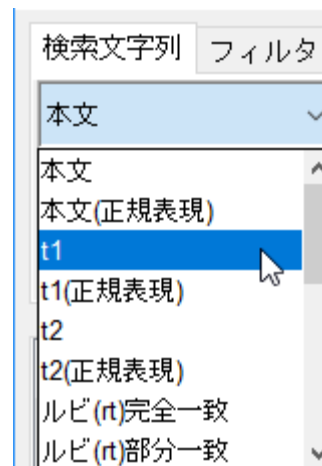 検索文字列 フィルタ
本文
本文
本文(正規表現)
t1
t1(正規表現)
t2
t2(正規表現)
ルビ(rt)完全一致
ルビ(rt)部分一致